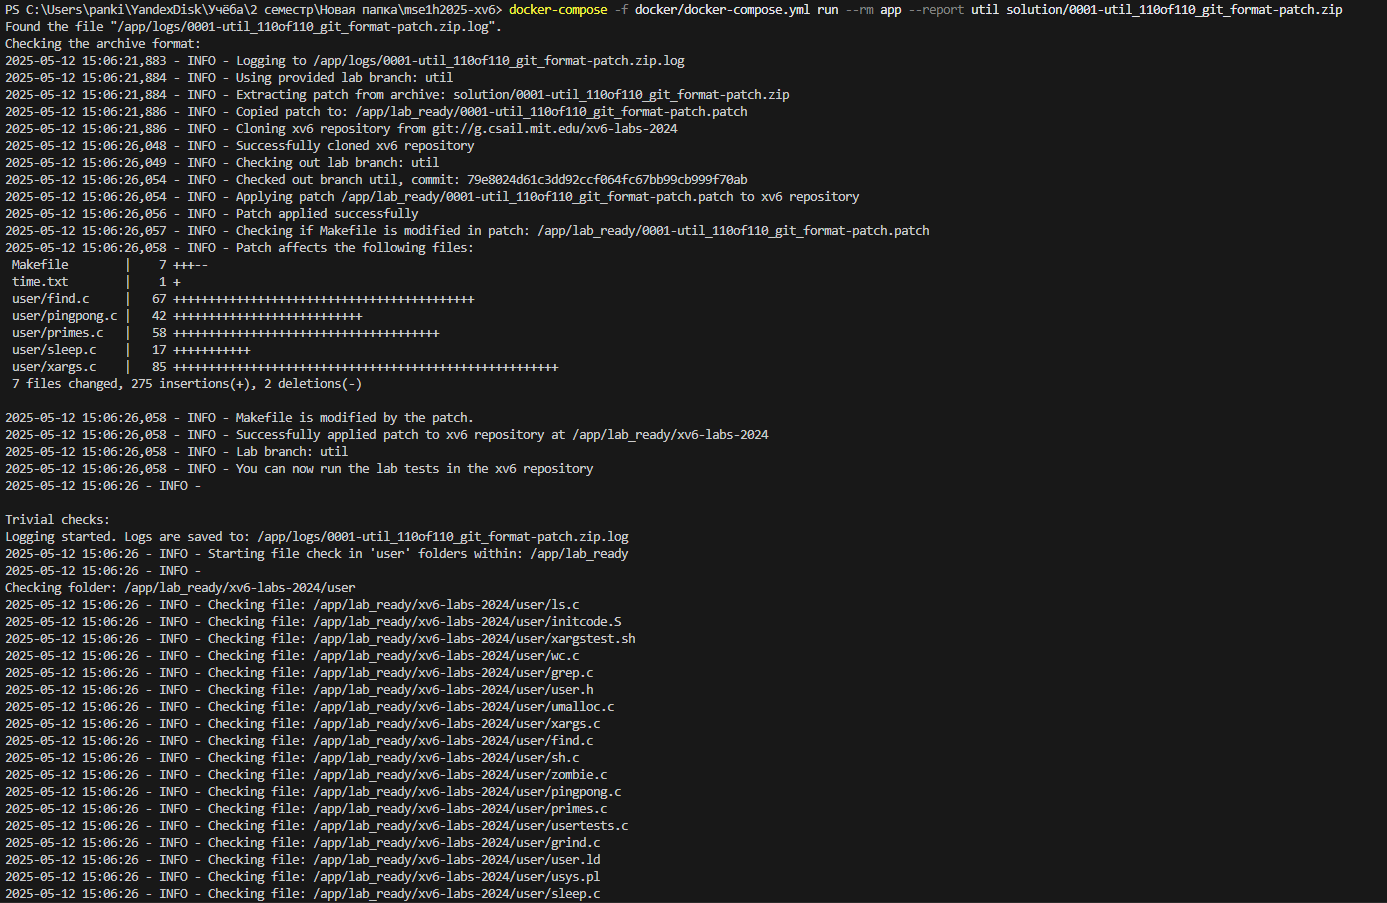 PS C:\Users\panki\YandexDisk\Учёба\2 семестр\Новая папка\mse1h2025-xv6> docker-compose -f docker/docker-compose.yml run --rm app --report util solution/0001-util_110of110_git_format-patch.zip
Found the file "/app/logs/0001-util_110of110_git_format-patch.zip.log".
Checking the archive format:
2025-05-12 15:06:21,883 - INFO - Logging to /app/logs/0001-util_110of110_git_format-patch.zip.log
2025-05-12 15:06:21,884 - INFO - Using provided lab branch: util
2025-05-12 15:06:21,884 - INFO - Extracting patch from archive: solution/0001-util_110of110_git_format-patch.zip
2025-05-12 15:06:21,886 - INFO - Copied patch to: /app/lab_ready/0001-util_110of110_git_format-patch.patch
2025-05-12 15:06:21,886 - INFO - Cloning xv6 repository from git://g.csail.mit.edu/xv6-labs-2024
2025-05-12 15:06:26,048 - INFO - Successfully cloned xv6 repository
2025-05-12 15:06:26,049 - INFO - Checking out lab branch: util
2025-05-12 15:06:26,054 - INFO - Checked out branch util, commit: 79e8024d61c3dd92ccf064fc67bb99cb999f70ab
2025-05-12 15:06:26,054 - INFO - Applying patch /app/lab_ready/0001-util_110of110_git_format-patch.patch to xv6 repository
2025-05-12 15:06:26,056 - INFO - Patch applied successfully
2025-05-12 15:06:26,057 - INFO - Checking if Makefile is modified in patch: /app/lab_ready/0001-util_110of110_git_format-patch.patch
2025-05-12 15:06:26,058 - INFO - Patch affects the following files:
 Makefile        |    7 +++--
 time.txt        |    1 +
 user/find.c     |   67 +++++++++++++++++++++++++++++++++++++++++++
 user/pingpong.c |   42 +++++++++++++++++++++++++++
 user/primes.c   |   58 ++++++++++++++++++++++++++++++++++++++
 user/sleep.c    |   17 +++++++++++
 user/xargs.c    |   85 +++++++++++++++++++++++++++++++++++++++++++++++++++++++
 7 files changed, 275 insertions(+), 2 deletions(-)

2025-05-12 15:06:26,058 - INFO - Makefile is modified by the patch.
2025-05-12 15:06:26,058 - INFO - Successfully applied patch to xv6 repository at /app/lab_ready/xv6-labs-2024
2025-05-12 15:06:26,058 - INFO - Lab branch: util
2025-05-12 15:06:26,058 - INFO - You can now run the lab tests in the xv6 repository
2025-05-12 15:06:26 - INFO -

Trivial checks:
Logging started. Logs are saved to: /app/logs/0001-util_110of110_git_format-patch.zip.log
2025-05-12 15:06:26 - INFO - Starting file check in 'user' folders within: /app/lab_ready
2025-05-12 15:06:26 - INFO -
Checking folder: /app/lab_ready/xv6-labs-2024/user
2025-05-12 15:06:26 - INFO - Checking file: /app/lab_ready/xv6-labs-2024/user/ls.c
2025-05-12 15:06:26 - INFO - Checking file: /app/lab_ready/xv6-labs-2024/user/initcode.S
2025-05-12 15:06:26 - INFO - Checking file: /app/lab_ready/xv6-labs-2024/user/xargstest.sh
2025-05-12 15:06:26 - INFO - Checking file: /app/lab_ready/xv6-labs-2024/user/wc.c
2025-05-12 15:06:26 - INFO - Checking file: /app/lab_ready/xv6-labs-2024/user/grep.c
2025-05-12 15:06:26 - INFO - Checking file: /app/lab_ready/xv6-labs-2024/user/user.h
2025-05-12 15:06:26 - INFO - Checking file: /app/lab_ready/xv6-labs-2024/user/umalloc.c
2025-05-12 15:06:26 - INFO - Checking file: /app/lab_ready/xv6-labs-2024/user/xargs.c
2025-05-12 15:06:26 - INFO - Checking file: /app/lab_ready/xv6-labs-2024/user/find.c
2025-05-12 15:06:26 - INFO - Checking file: /app/lab_ready/xv6-labs-2024/user/sh.c
2025-05-12 15:06:26 - INFO - Checking file: /app/lab_ready/xv6-labs-2024/user/zombie.c
2025-05-12 15:06:26 - INFO - Checking file: /app/lab_ready/xv6-labs-2024/user/pingpong.c
2025-05-12 15:06:26 - INFO - Checking file: /app/lab_ready/xv6-labs-2024/user/primes.c
2025-05-12 15:06:26 - INFO - Checking file: /app/lab_ready/xv6-labs-2024/user/usertests.c
2025-05-12 15:06:26 - INFO - Checking file: /app/lab_ready/xv6-labs-2024/user/grind.c
2025-05-12 15:06:26 - INFO - Checking file: /app/lab_ready/xv6-labs-2024/user/user.ld
2025-05-12 15:06:26 - INFO - Checking file: /app/lab_ready/xv6-labs-2024/user/usys.pl
2025-05-12 15:06:26 - INFO - Checking file: /app/lab_ready/xv6-labs-2024/user/sleep.c